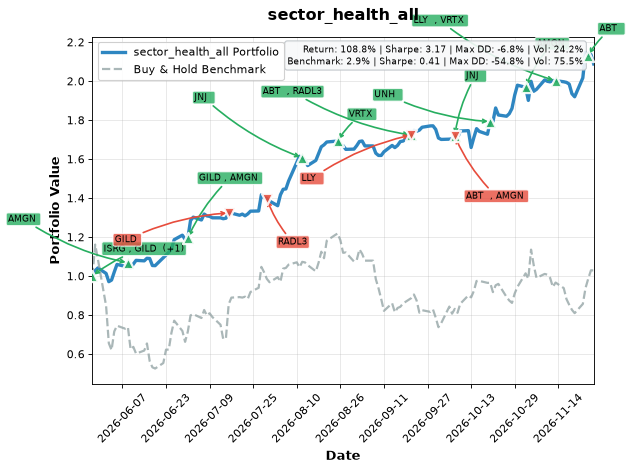 sector_health_all
LLY , VRTX
ABT
Return: 108.8% | Sharpe: 3.17 | Max DD: -6.8% | Vol: 24.2%
Benchmark: 2.9% | Sharpe: 0.41 | Max DD: -54.8% | Vol: 75.5%
sector_health_all Portfolio
Buy & Hold Benchmark
JNJ
ABT , RADL3
UNH
JNJ
VRTX
GILD , AMGN
LLY
ABT , AMGN
AMGN
GILD
ISRG , GILD (+1)
RADL3
Portfolio Value
2.2
2.0
1.8
1.6
1.4
1.2
1.0
0.8
0.6
2026-06-07
2026-06-23
2026-07-09
2026-07-25
2026-08-10
2026-08-26
2026-09-11
2026-09-27
2026-10-13
2026-10-29
2026-11-14
Date